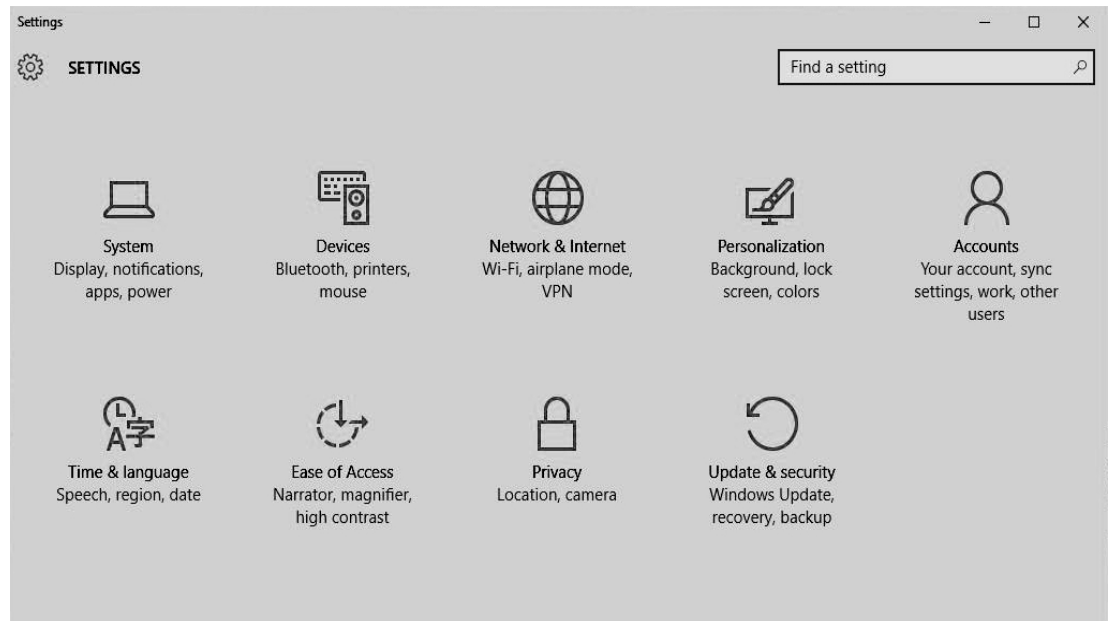 Settings
SETTINGS
Find a setting
System
Display, notifications,
apps, power
Devices
Bluetooth, printers,
mouse
Network & Internet
Wi-Fi, airplane mode,
VPN
Personalization
Background, lock
screen, colors
Accounts
Your account, sync
settings, work, other
users
A字
Time & language
Speech, region, date
Ease of Access
Narrator, magnifier,
high contrast
Privacy
Location, camera
Update & security
Windows Update,
recovery, backup